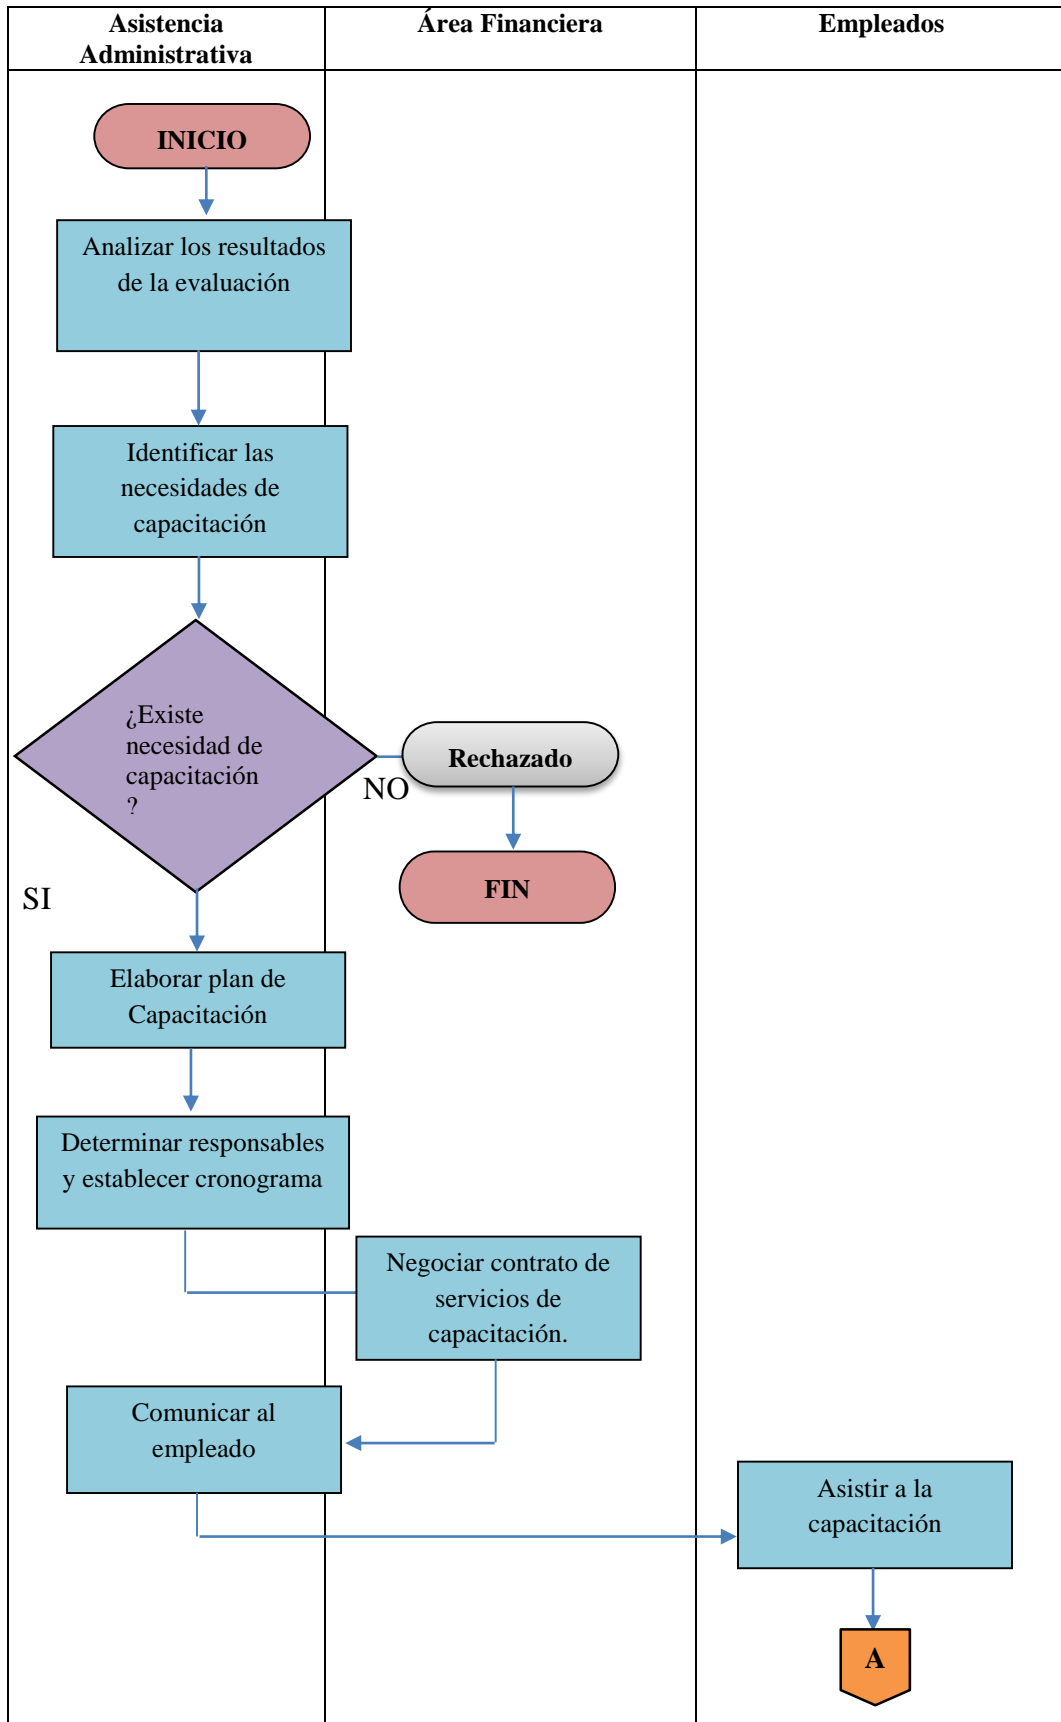 Asistencia
Administrativa
Área Financiera
Empleados
INICIO
Analizar los resultados
de la evaluación
Identificar las
necesidades de
capacitación
¿Existe
necesidad de
capacitación
?
NO
Rechazado
FIN
SI
Elaborar plan de
Capacitación
Determinar responsables
y establecer cronograma
Negociar contrato de
servicios de
capacitación.
Comunicar al
empleado
Asistir a la
capacitación
A